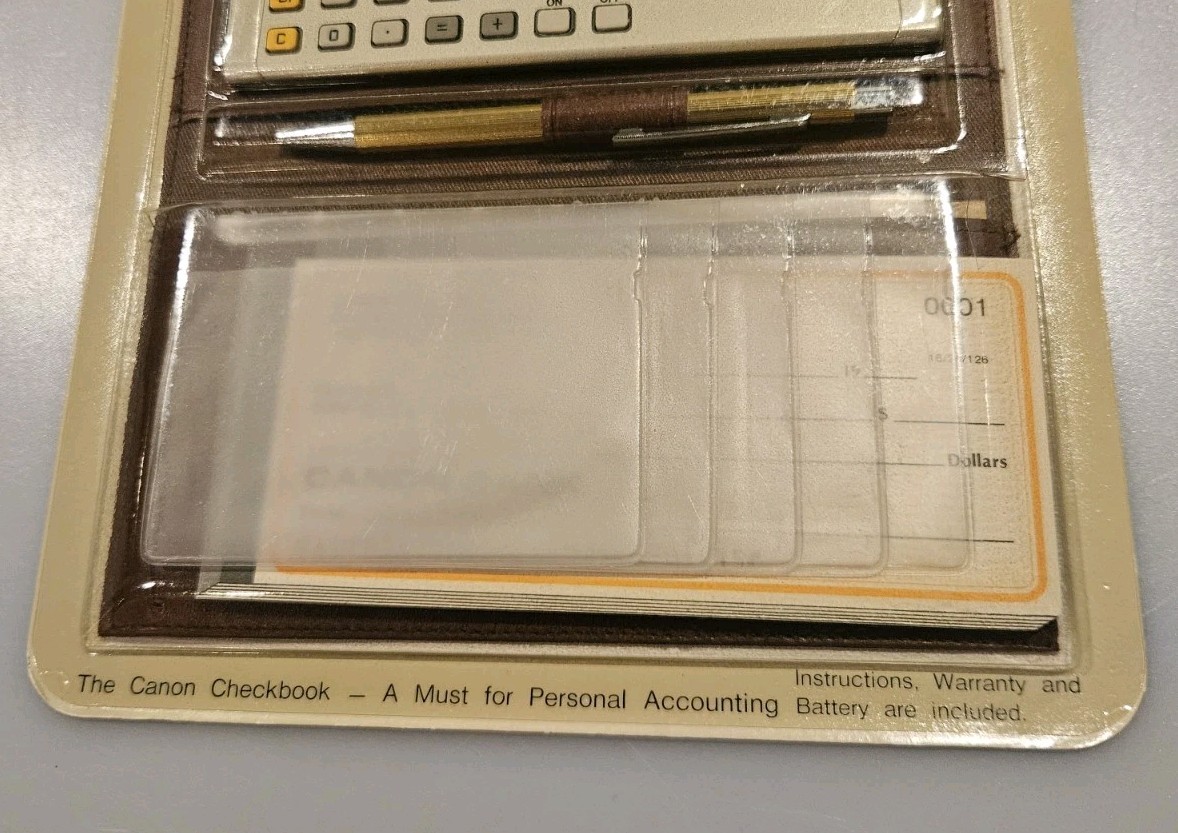 ON
C 0 . = +
0001
19
$
Dollars
The Canon Checkbook – A Must for Personal Accounting
Instructions, Warranty and
Battery are included.